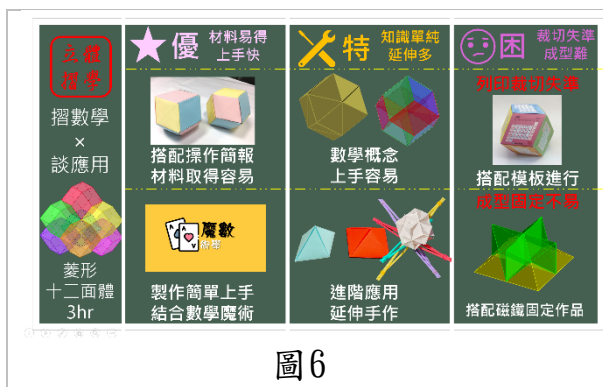 立體
摺學
摺數學
×
談應用
菱形
十二面體
3hr
優
材料易得
上手快
搭配操作簡報
材料取得容易
魔數
術學
製作簡單上手
結合數學魔術
特
知識單純
延伸多
數學概念
上手容易
進階應用
延伸手作
困
裁切失準
成型難
列印裁切失準
搭配模板進行
成型固定不易
搭配磁鐵固定作品
圖6